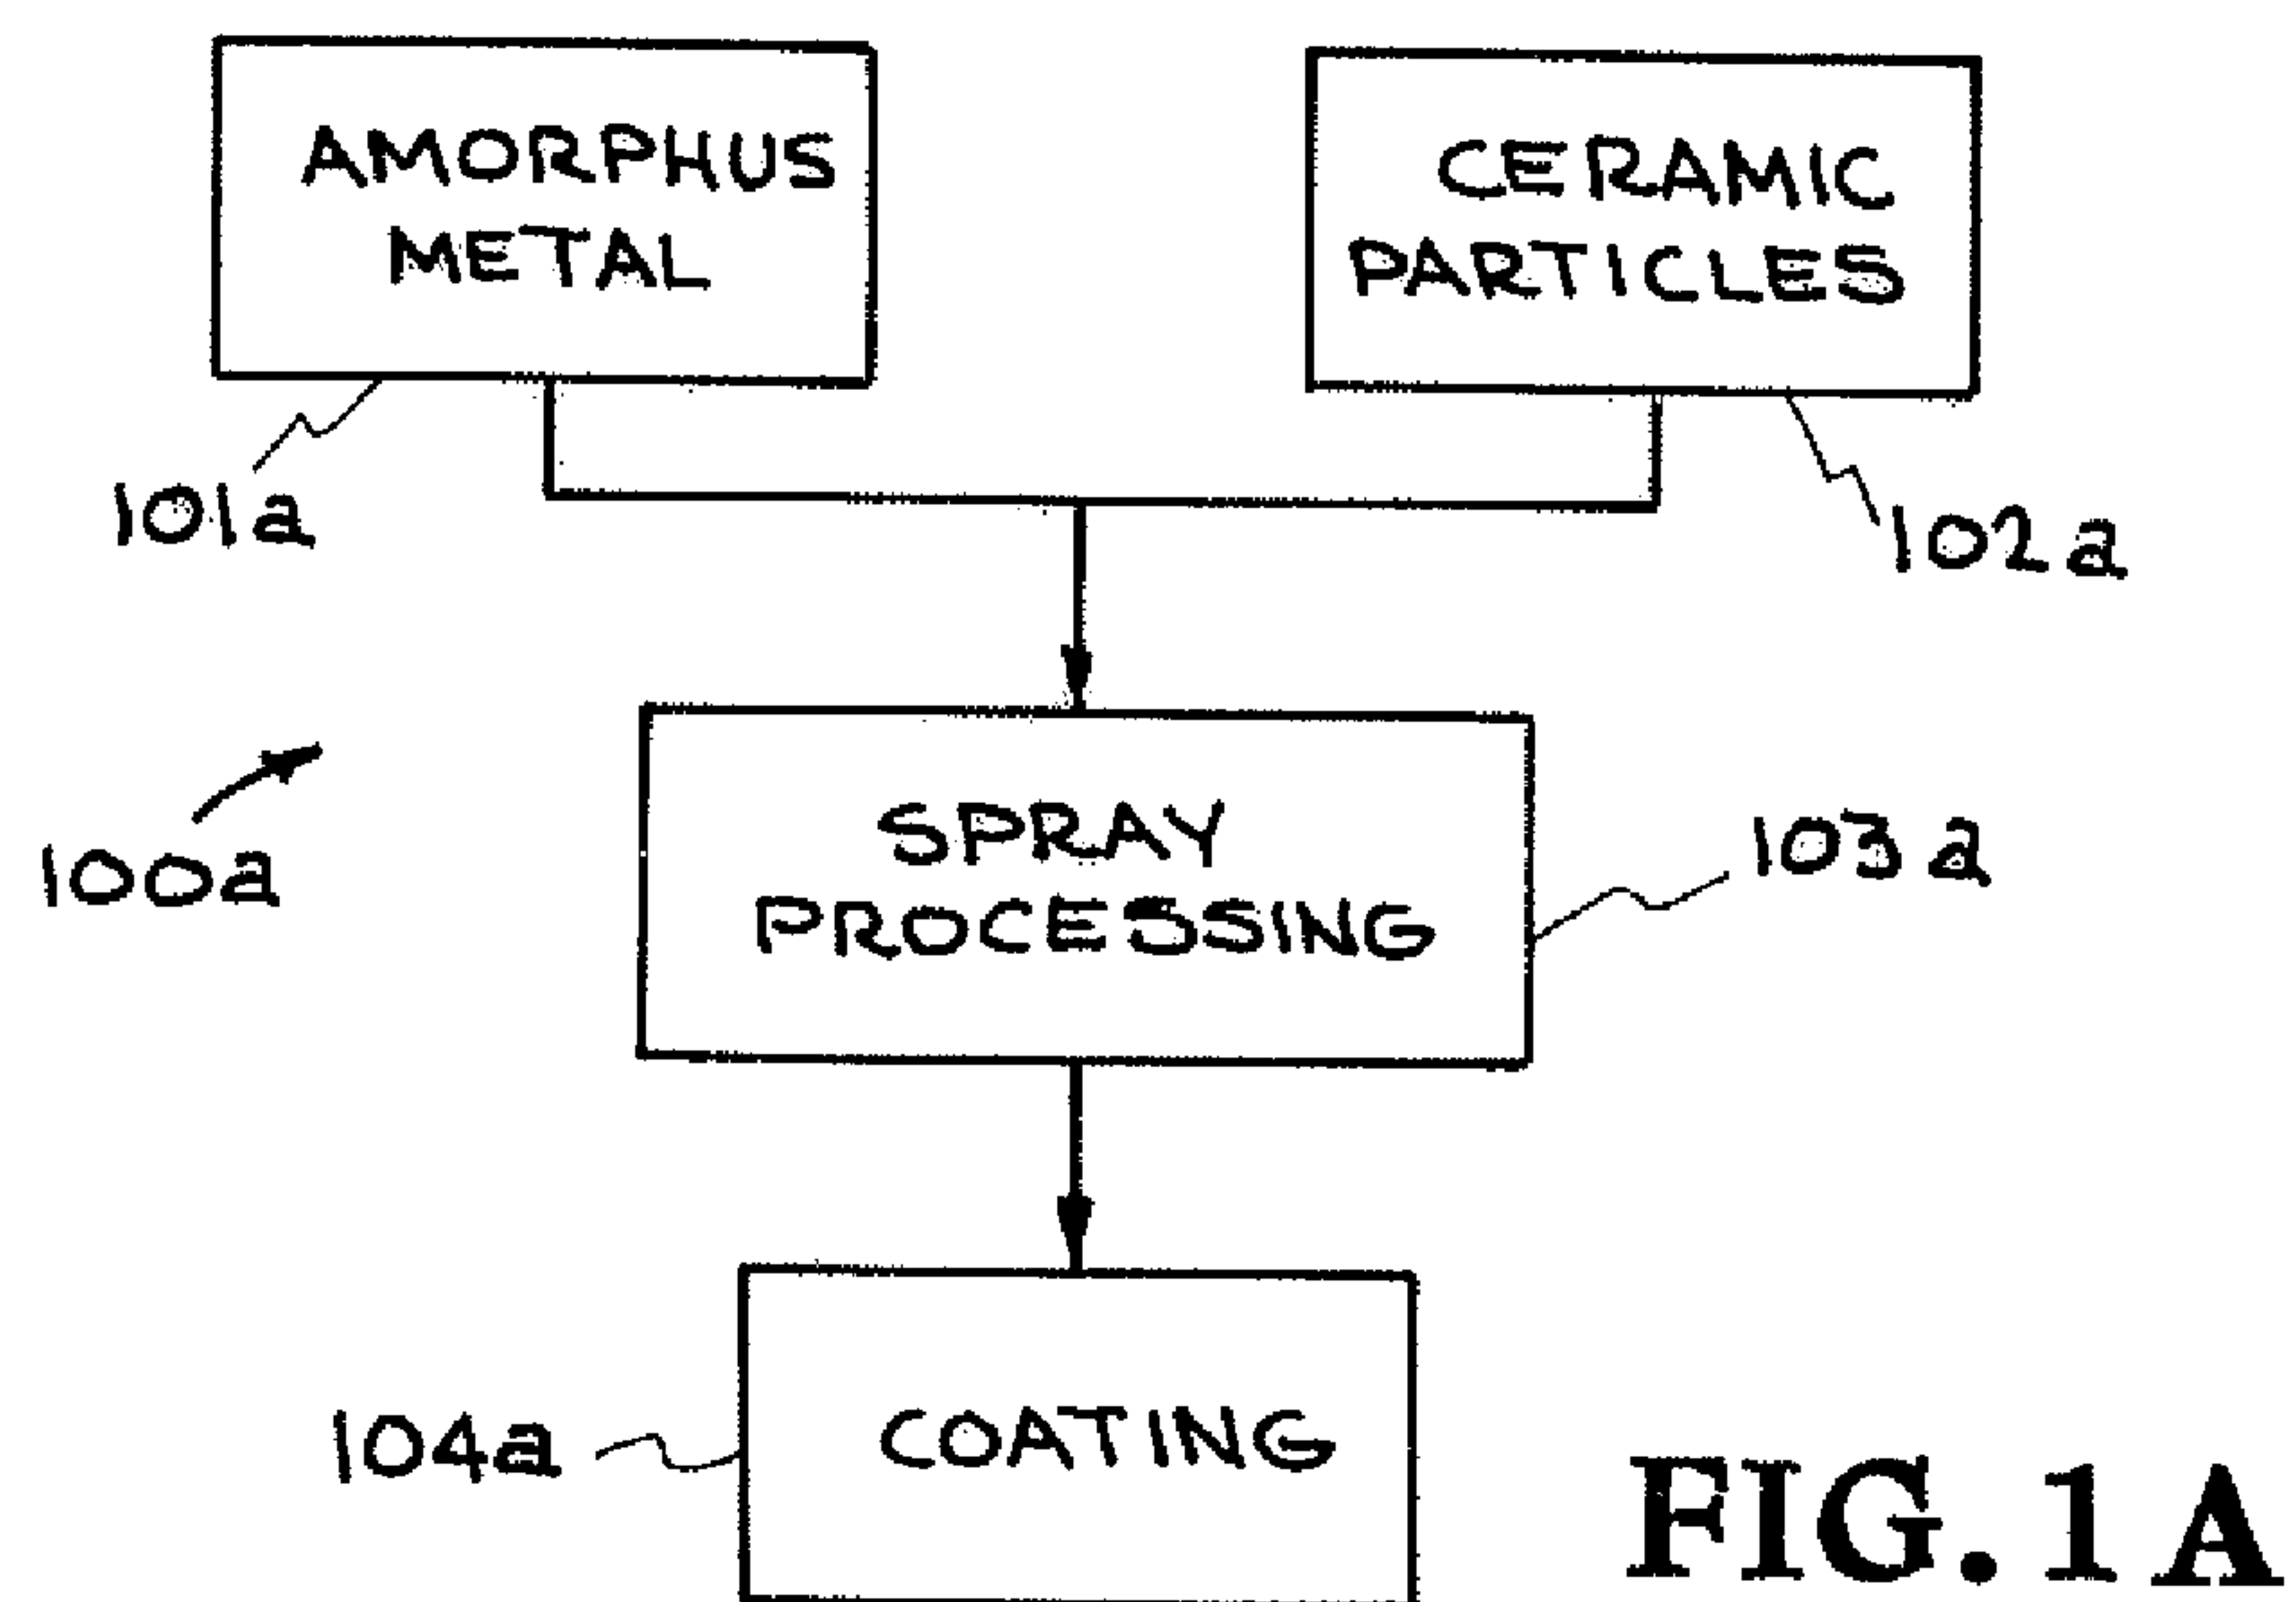 AMORPHUS
METAL
CERAMIC
PARTICLES
101a
102a
SPRAY
PROCESSING
103a
100a
COATING
104a
FIG. 1A